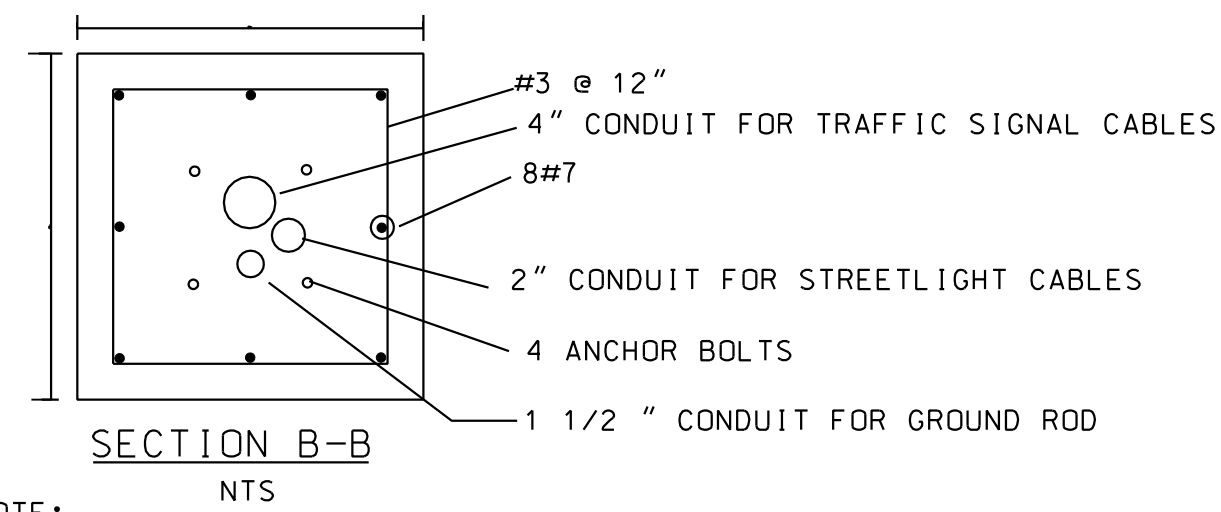 #3 @ 12"
4" CONDUIT FOR TRAFFIC SIGNAL CABLES
8#7
2" CONDUIT FOR STREETLIGHT CABLES
4 ANCHOR BOLTS
1 1/2 " CONDUIT FOR GROUND ROD
SECTION B-B
NTS